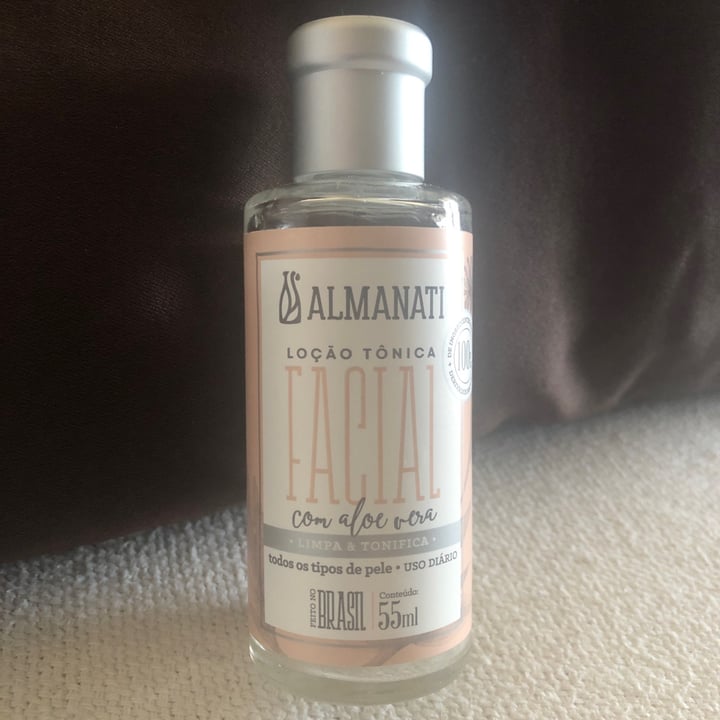 ALMANATI
LOÇÃO TÔNICA
FACIAL
com aloe vera
• LIMPA & TONIFICA •
todos os tipos de pele • USO DIÁRIO
FEITO NO
BRASIL
Conteúdo:
55ml
100%